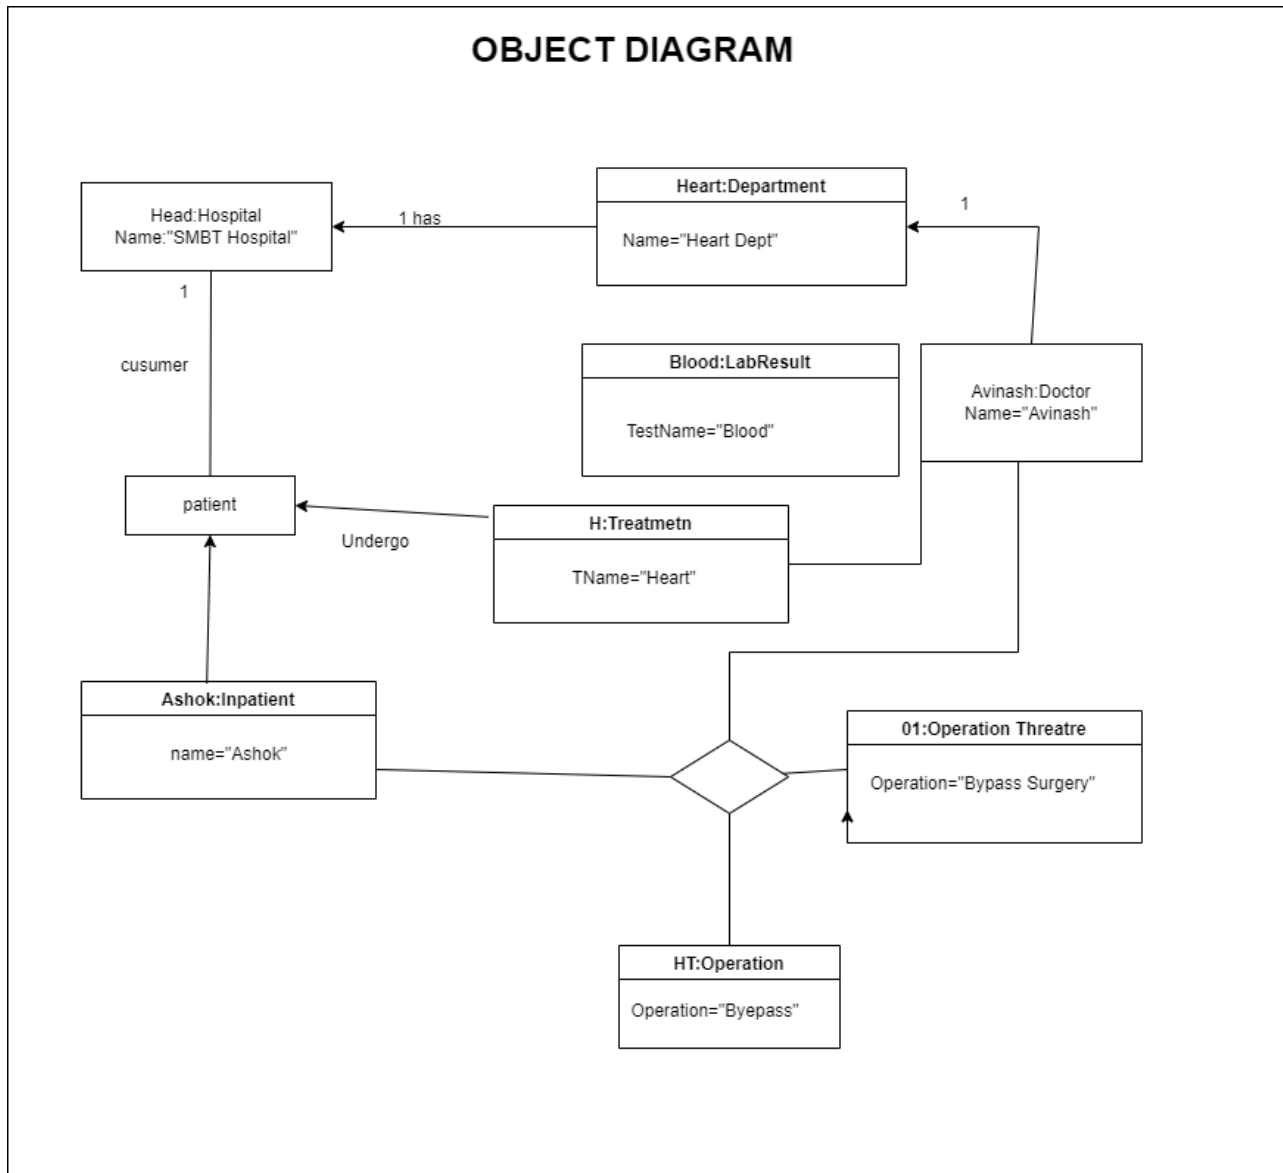 OBJECT DIAGRAM
Head:Hospital
Name:"SMBT Hospital"
1 has
Heart:Department
Name="Heart Dept"
1
1
cusumer
Blood:LabResult
TestName="Blood"
Avinash:Doctor
Name="Avinash"
patient
Undergo
H:Treatmetn
TName="Heart"
Ashok:Inpatient
name="Ashok"
01:Operation Threatre
Operation="Bypass Surgery"
HT:Operation
Operation="Byepass"